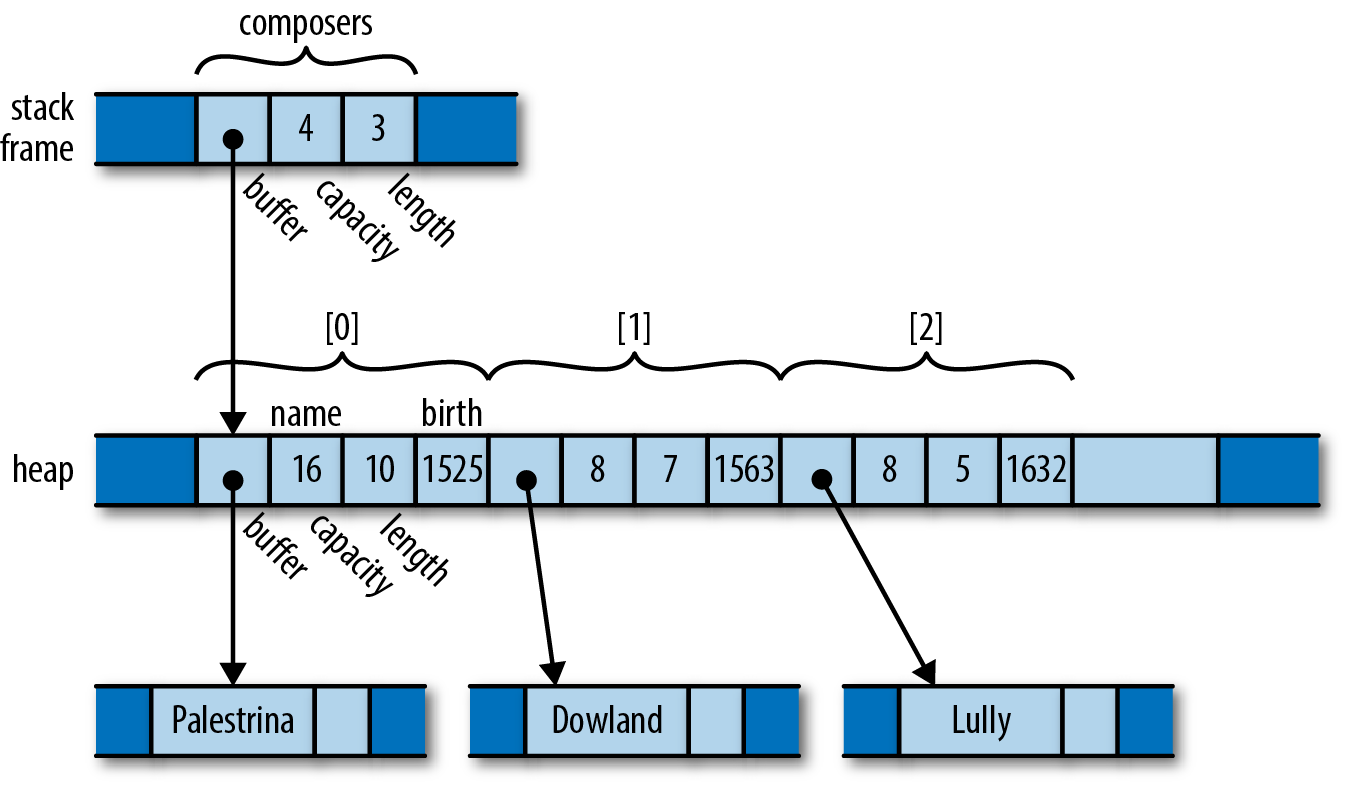 composers
stack
frame
4 3
buffer capacity length
[0] [1] [2]
name birth
heap
16 10 1525 8 7 1563 8 5 1632
buffer capacity length
Palestrina Dowland Lully